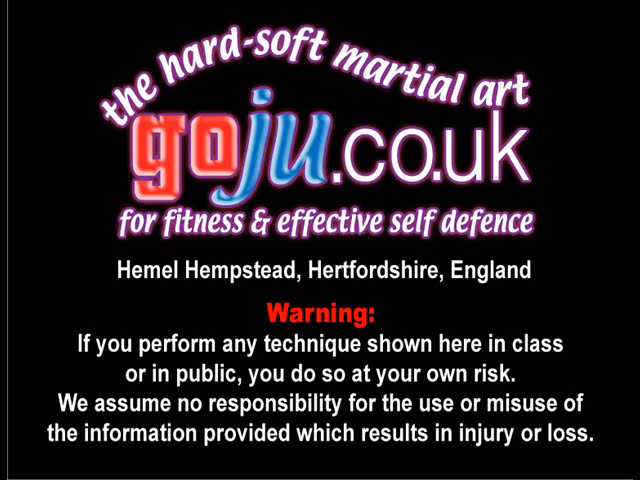 the hard-soft martial art
goju.co.uk
for fitness & effective self defence
Hemel Hempstead, Hertfordshire, England
Warning:
If you perform any technique shown here in class
or in public, you do so at your own risk.
We assume no responsibility for the use or misuse of
the information provided which results in injury or loss.